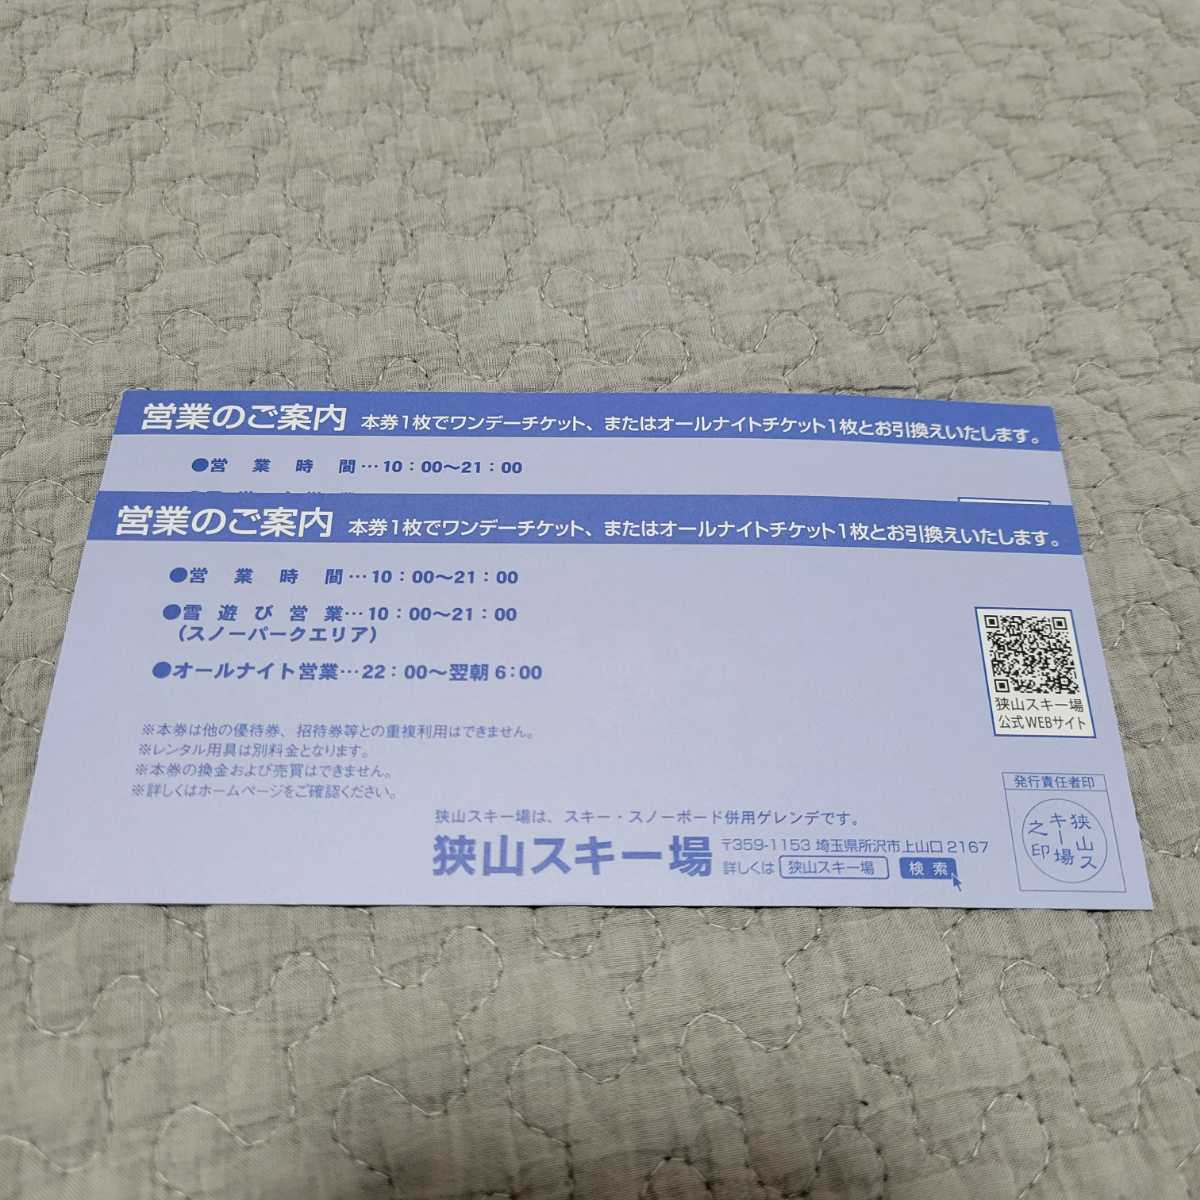 営業のご案内 本券1枚でワンデーチケット、またはオールナイトチケット1枚とお引換えいたします。
●営業時間…10：00〜21：00
営業のご案内 本券1枚でワンデーチケット、またはオールナイトチケット1枚とお引換えいたします。
●営業時間…10：00〜21：00
●雪遊び営業…10：00〜21：00
（スノーパークエリア）
●オールナイト営業…22：00〜翌朝6:00
狭山スキー場
公式WEBサイト
※本券は他の優待券、招待券等との重複利用はできません。
※レンタル用具は別料金となります。
※本券の換金および売買はできません。
※詳しくはホームページをご確認ください。
狭山スキー場は、スキー・スノーボード併用ゲレンデです。
狭山スキー場 〒359-1153 埼玉県所沢市上山口2167
詳しくは 狭山スキー場 検索
発行責任者印
狭山ス
キー場
之印